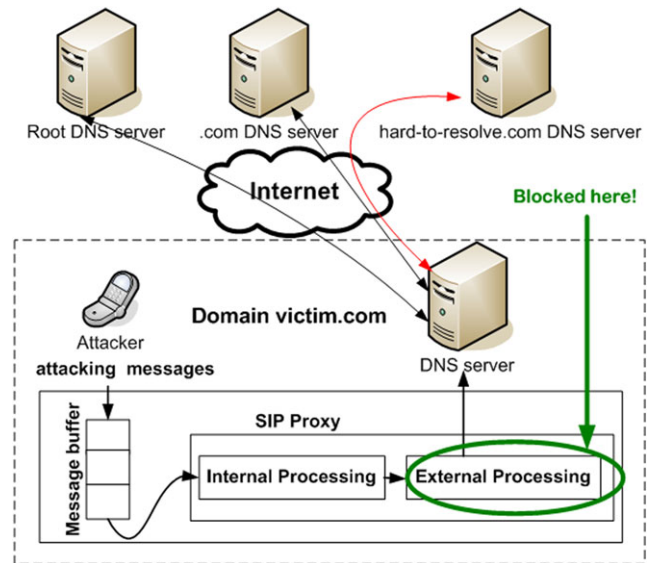 Root DNS server
.com DNS server
hard-to-resolve.com DNS server
Internet
Blocked here!
Attacker
attacking messages
Domain victim.com
DNS server
SIP Proxy
Message buffer
Internal Processing
External Processing